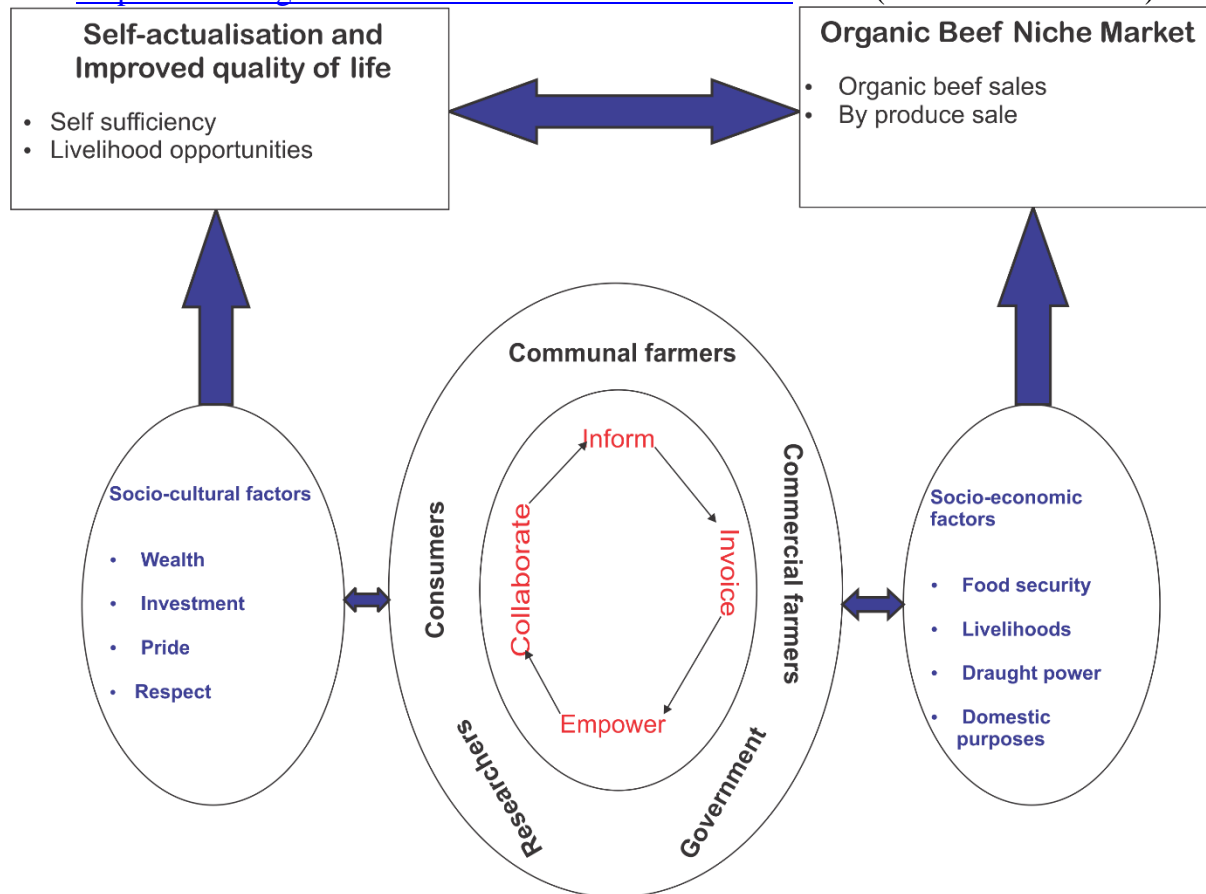 Self-actualisation and
Improved quality of life
• Self sufficiency
• Livelihood opportunities
Organic Beef Niche Market
• Organic beef sales
• By produce sale
Communal farmers
Commercial farmers
Government
Researchers
Consumers
Inform
Invoice
Empower
Collaborate
Socio-cultural factors
• Wealth
• Investment
• Pride
• Respect
Socio-economic
factors
• Food security
• Livelihoods
• Draught power
• Domestic
purposes